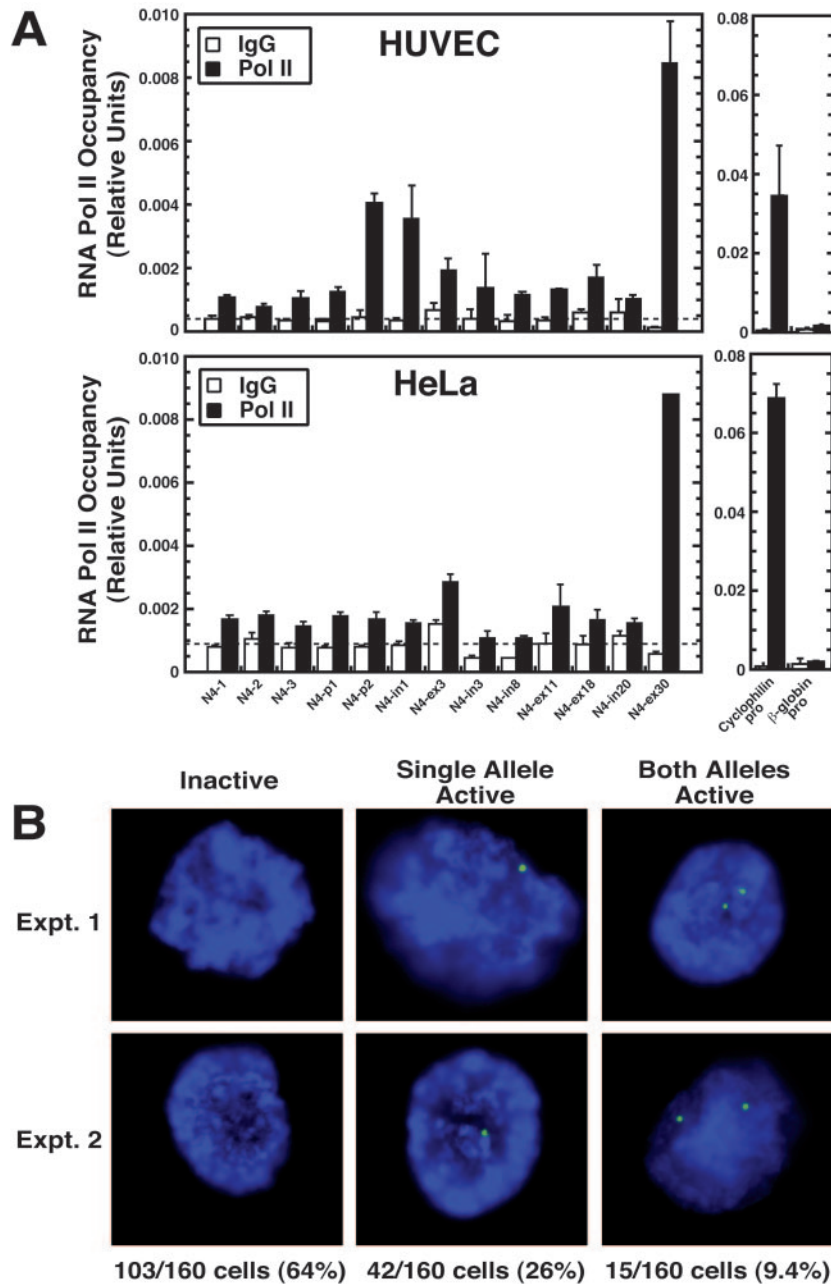 A
HUVEC
IgG
Pol II
RNA Pol II Occupancy
(Relative Units)
0.010
0.008
0.006
0.004
0.002
0
0.08
0.06
0.04
0.02
0
HeLa
IgG
Pol II
RNA Pol II Occupancy
(Relative Units)
0.010
0.008
0.006
0.004
0.002
0
0.08
0.06
0.04
0.02
0
N4-1
N4-2
N4-3
N4-p1
N4-p2
N4-in1
N4-ex3
N4-in3
N4-in8
N4-ex11
N4-ex18
N4-in20
N4-ex30
Cyclophilin
pro
β-globin
pro
B
Inactive
Single Allele
Active
Both Alleles
Active
Expt. 1
Expt. 2
103/160 cells (64%)
42/160 cells (26%)
15/160 cells (9.4%)